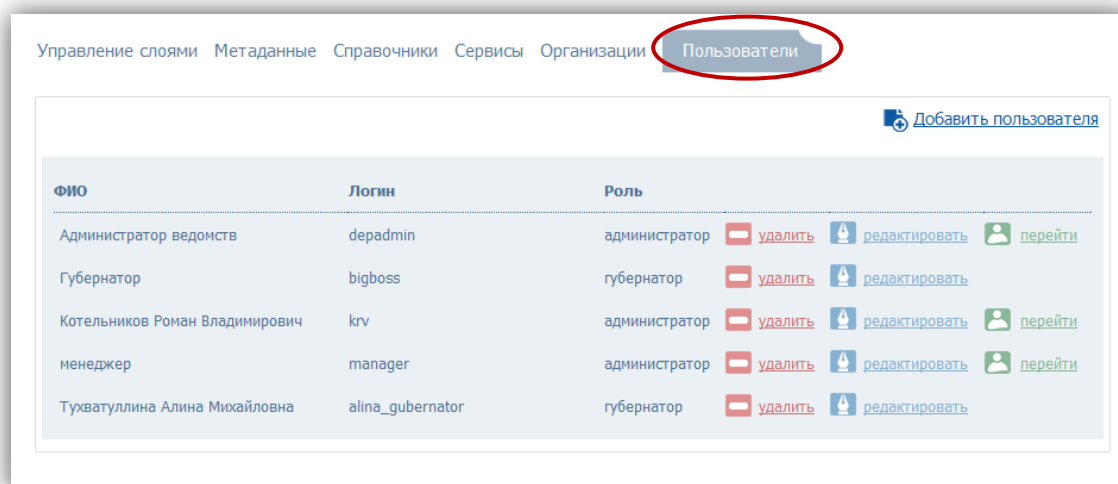 Управление слоями Метаданные Справочники Сервисы Организации Пользователи
Добавить пользователя
ФИО Логин Роль
Администратор ведомств depadmin администратор удалить редактировать перейти
Губернатор bigboss губернатор удалить редактировать
Котельников Роман Владимирович krv администратор удалить редактировать перейти
менеджер manager администратор удалить редактировать перейти
Тухватуллина Алина Михайловна alina_gubernator губернатор удалить редактировать